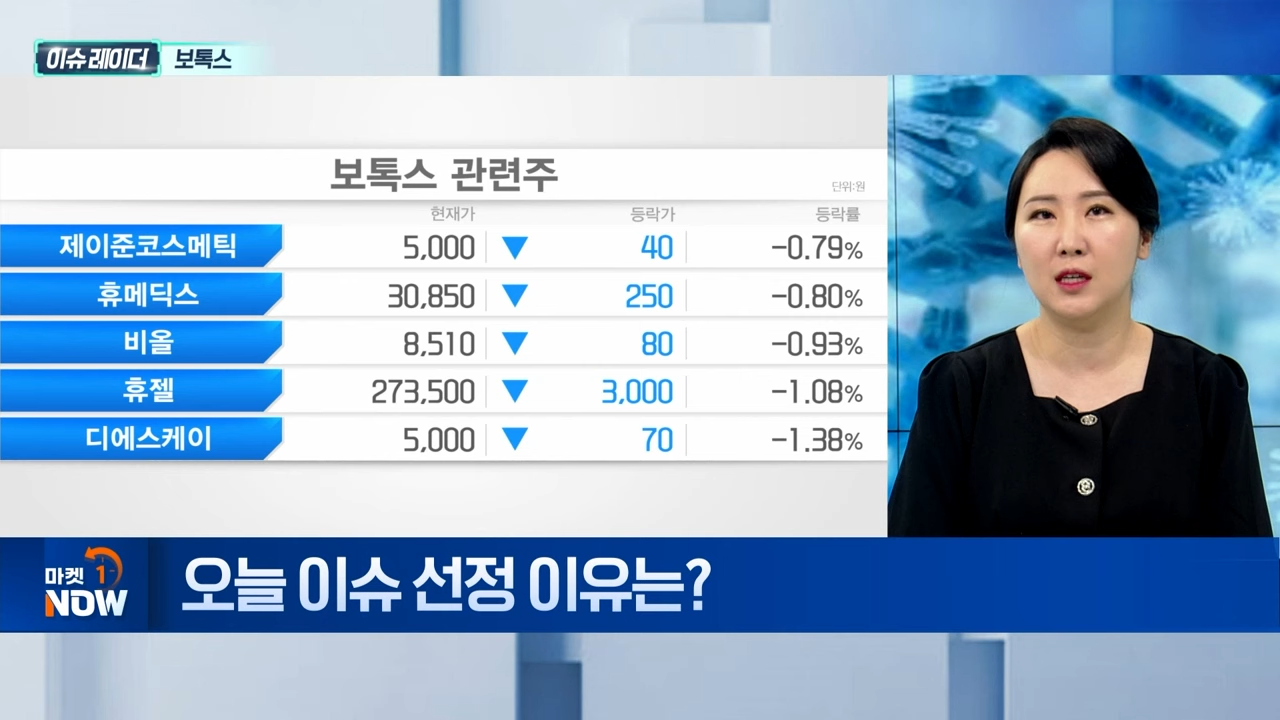 이슈 레이더 보톡스
보톡스 관련주
단위:원
현재가 등락가 등락률
제이준코스메틱 5,000 ▼ 40 -0.79%
휴메딕스 30,850 ▼ 250 -0.80%
비올 8,510 ▼ 80 -0.93%
휴젤 273,500 ▼ 3,000 -1.08%
디에스케이 5,000 ▼ 70 -1.38%
마켓 1
NOW
오늘 이슈 선정 이유는?